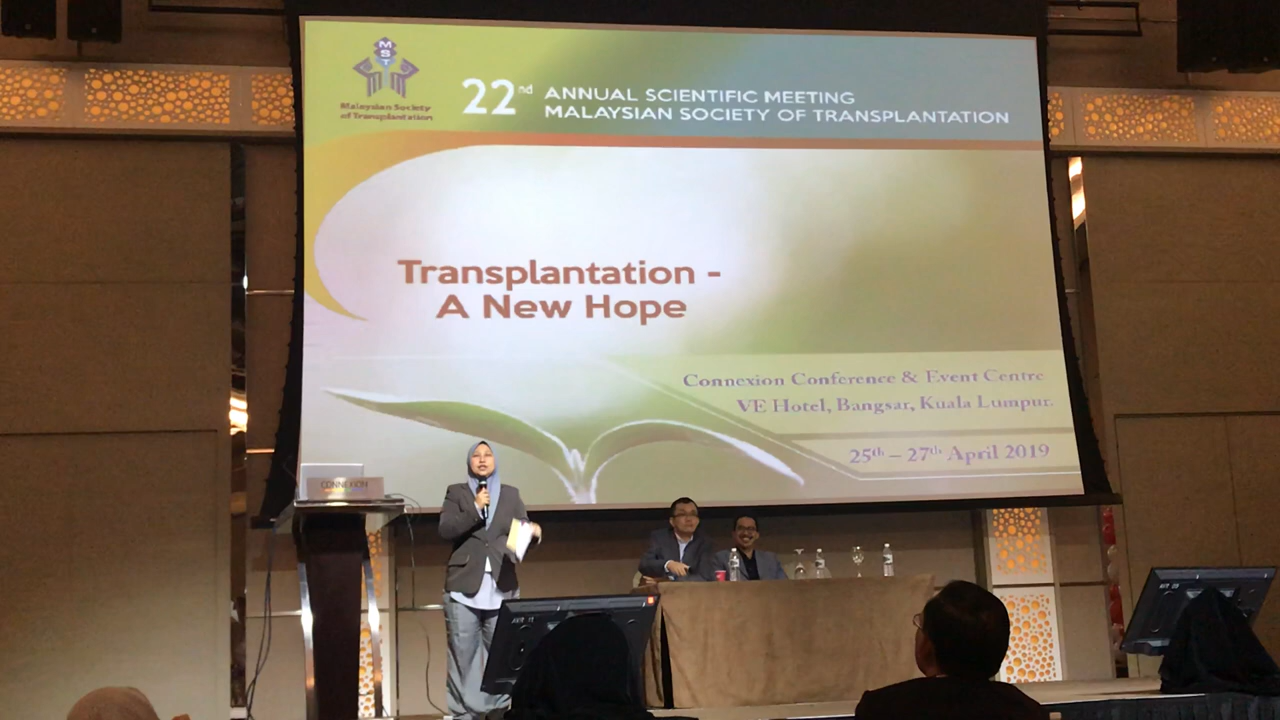 MST
Malaysian Society
of Transplantation
22nd ANNUAL SCIENTIFIC MEETING
MALAYSIAN SOCIETY OF TRANSPLANTATION
Transplantation -
A New Hope
Connexion Conference & Event Centre
VE Hotel, Bangsar, Kuala Lumpur.
25th – 27th April 2019
CONNEXION